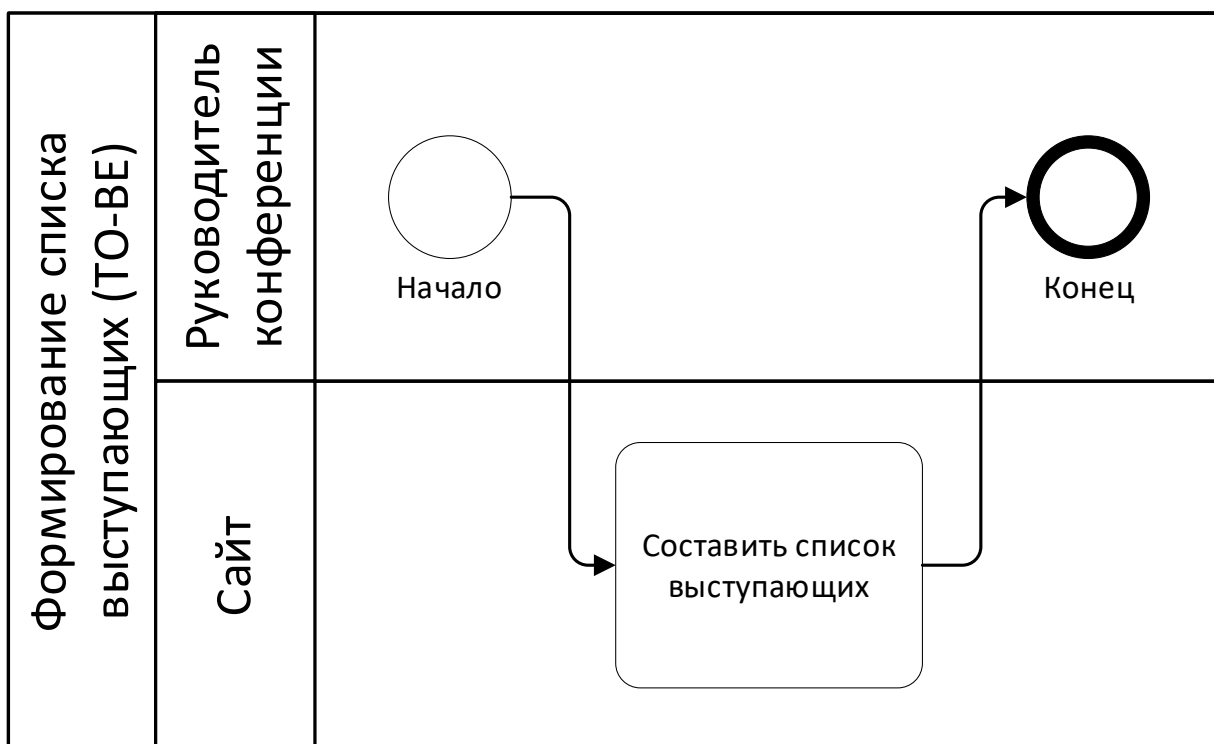 Формирование списка
выступающих (TO-BE)
Руководитель
конференции
Начало
Конец
Сайт
Составить список
выступающих